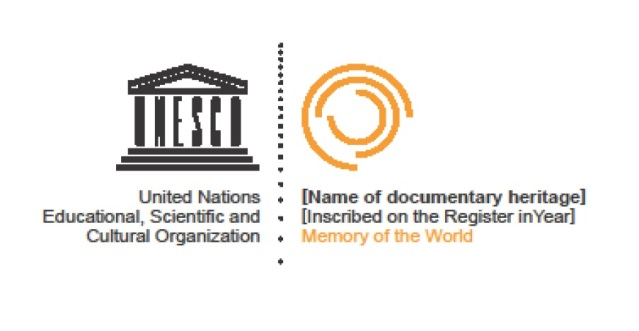 UNESCO
United Nations
Educational, Scientific and
Cultural Organization
[Name of documentary heritage]
[Inscribed on the Register inYear]
Memory of the World